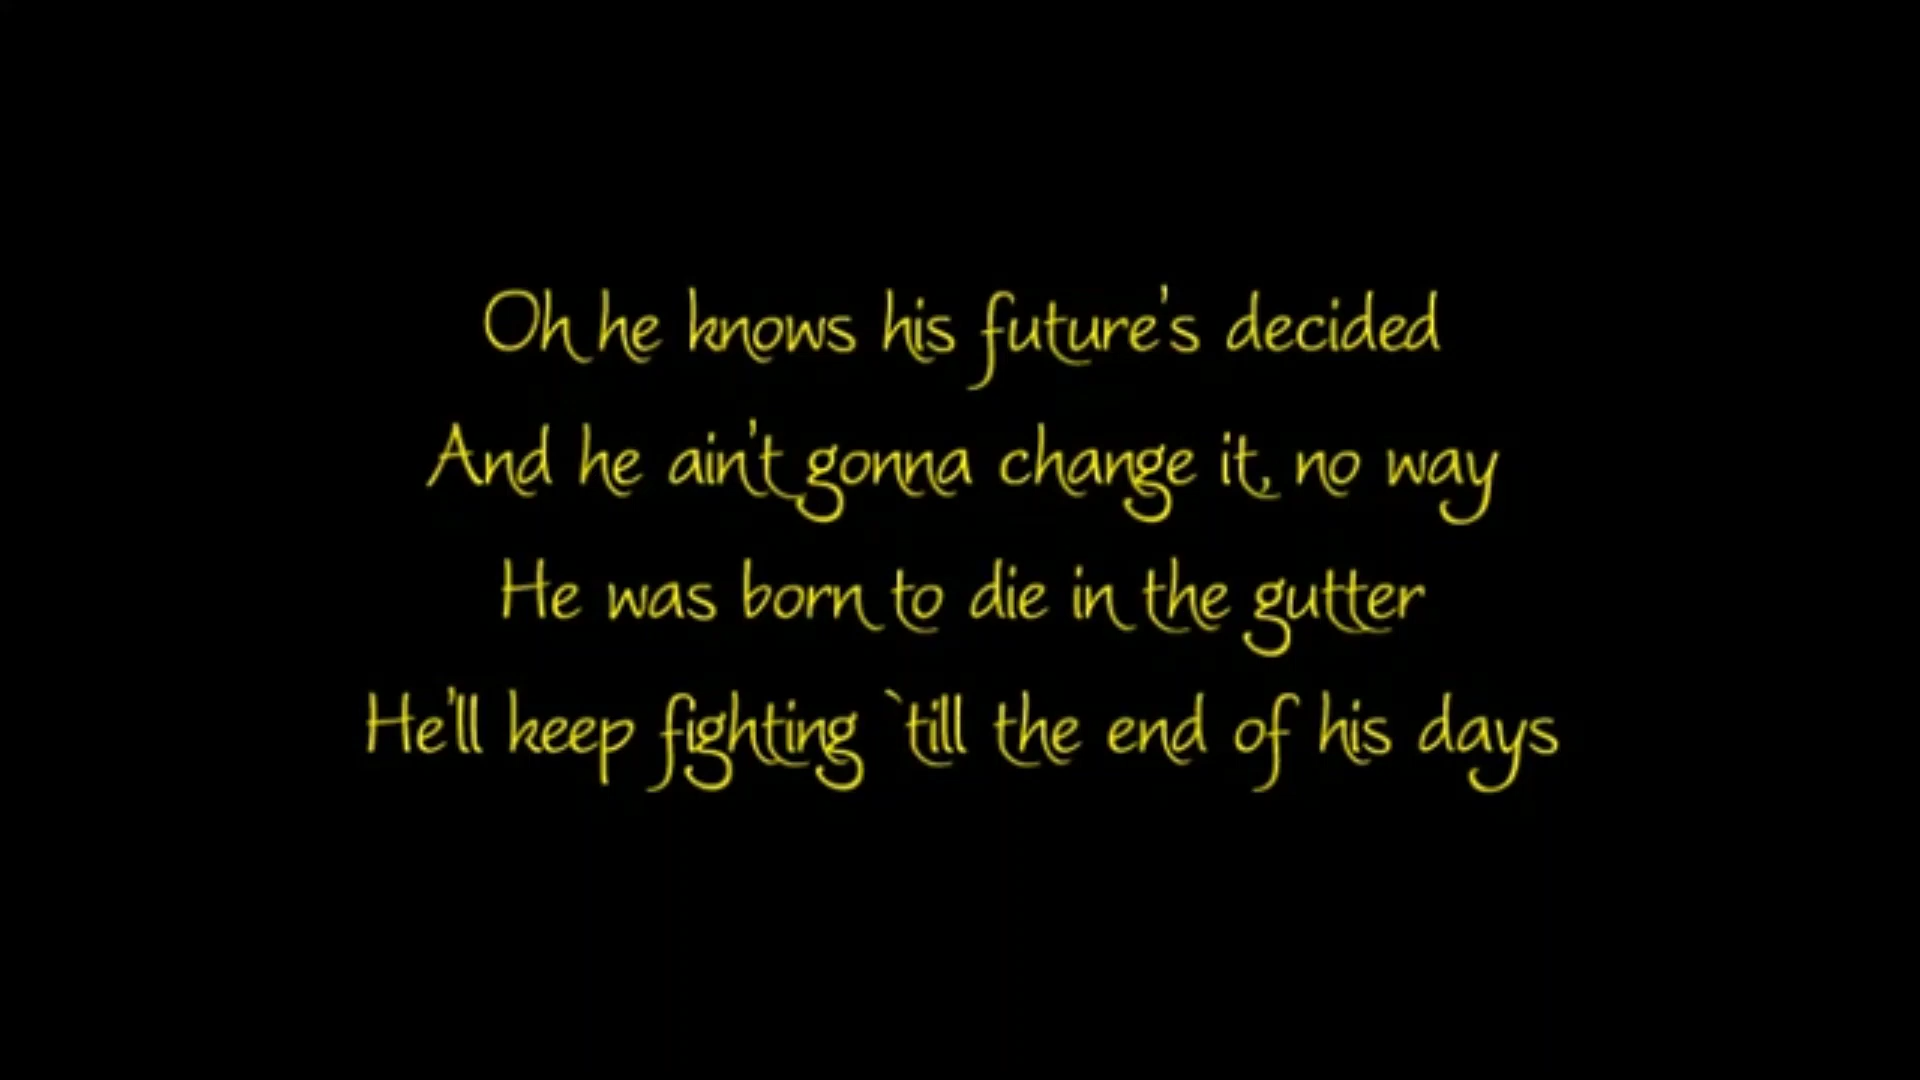 Oh he knows his future's decided
And he ain't gonna change it, no way
He was born to die in the gutter
He'll keep fighting `till the end of his days